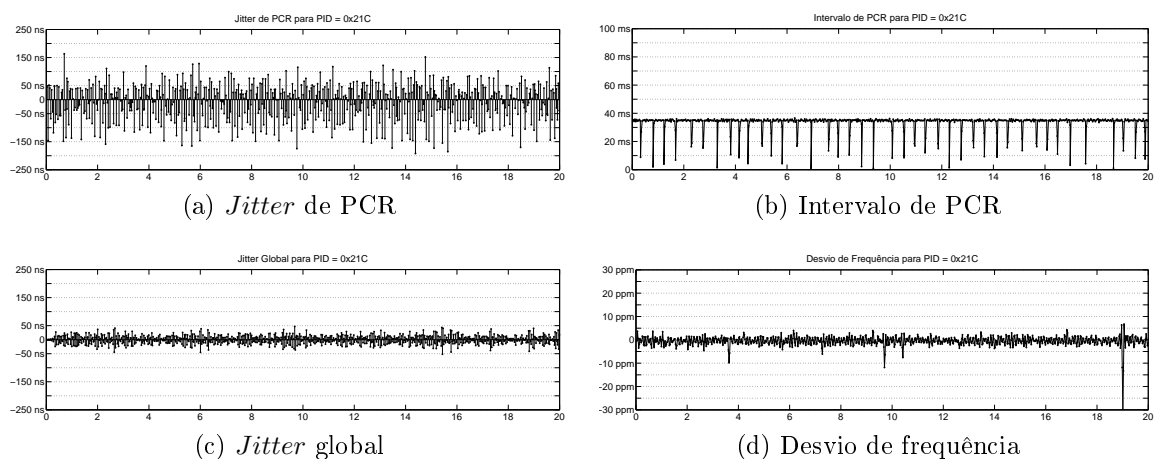 Jitter de PCR para PID = 0x21C
250 ns
150 ns
50 ns
0
−50 ns
−150 ns
−250 ns
0 2 4 6 8 10 12 14 16 18 20
(a) Jitter de PCR
Intervalo de PCR para PID = 0x21C
100 ms
80 ms
60 ms
40 ms
20 ms
0
0 2 4 6 8 10 12 14 16 18 20
(b) Intervalo de PCR
Jitter Global para PID = 0x21C
250 ns
150 ns
50 ns
0
−50 ns
−150 ns
−250 ns
0 2 4 6 8 10 12 14 16 18 20
(c) Jitter global
Desvio de Frequência para PID = 0x21C
30 ppm
20 ppm
10 ppm
0
-10 ppm
-20 ppm
-30 ppm
0 2 4 6 8 10 12 14 16 18 20
(d) Desvio de frequência